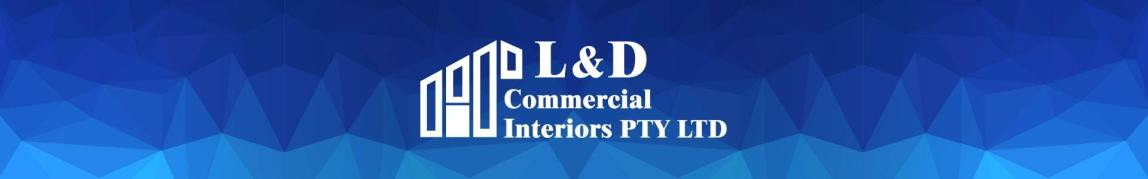 L&D
Commercial
Interiors PTY LTD